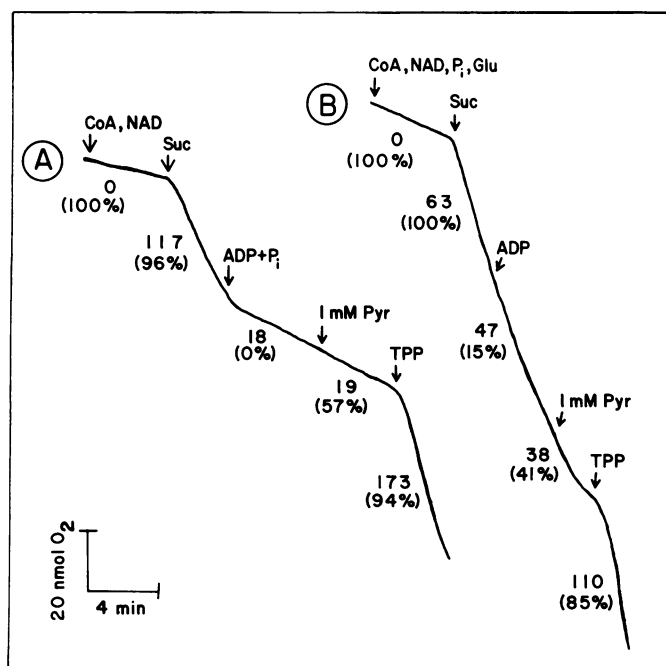 A
CoA, NAD
Suc
0
(100%)
117
(96%)
ADP+Pi
18
(0%)
1 mM Pyr
19
(57%)
TPP
173
(94%)
20 nmol O2
4 min
B
CoA, NAD, Pi, Glu
Suc
0
(100%)
63
(100%)
ADP
47
(15%)
1 mM Pyr
38
(41%)
TPP
110
(85%)